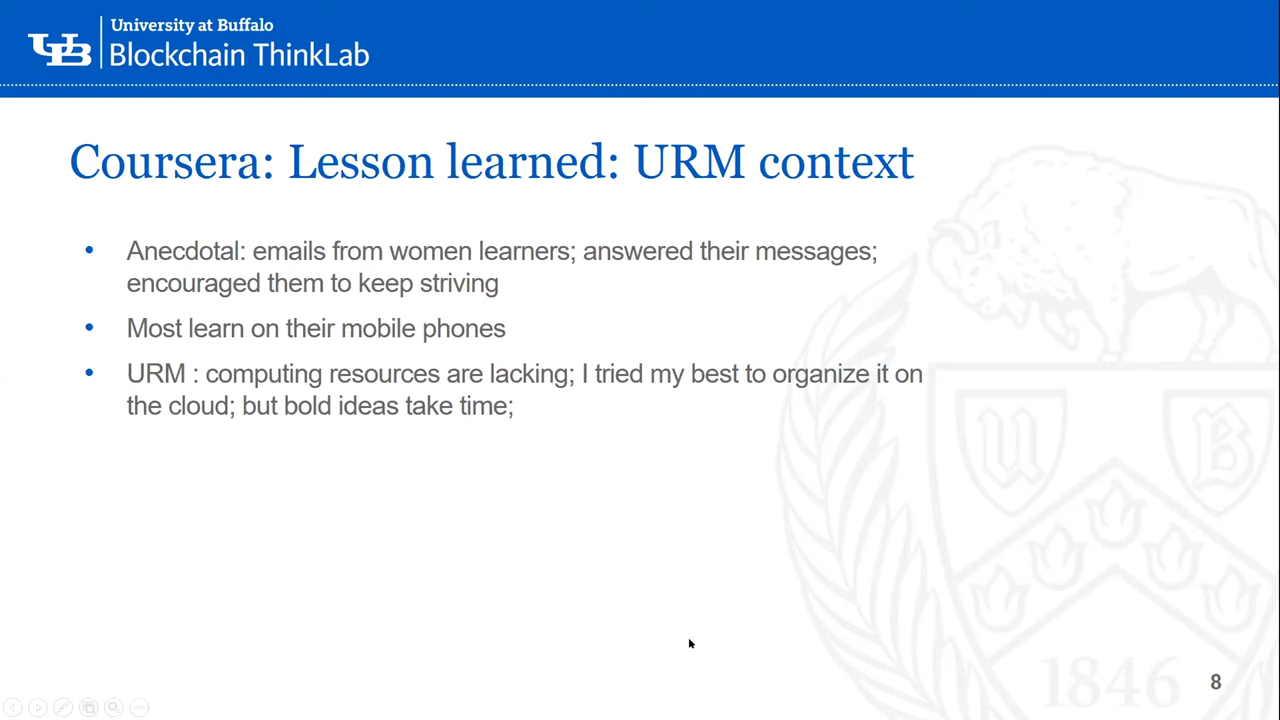 University at Buffalo
UB
Blockchain ThinkLab
Coursera: Lesson learned: URM context
• Anecdotal: emails from women learners; answered their messages;
encouraged them to keep striving
• Most learn on their mobile phones
• URM : computing resources are lacking; I tried my best to organize it on
the cloud; but bold ideas take time;
U B
1846
8